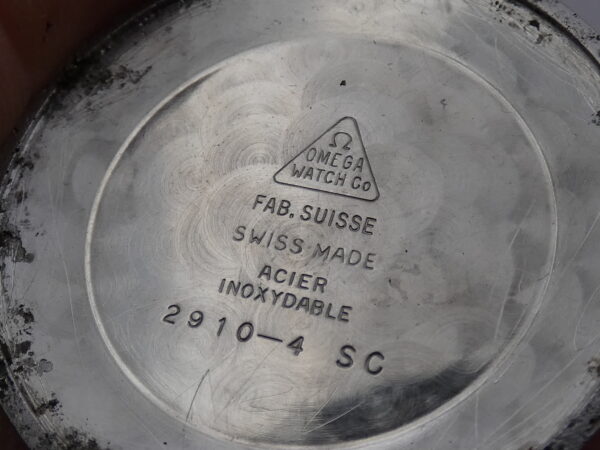 Ω
OMEGA
WATCH Co
FAB. SUISSE
SWISS MADE
ACIER
INOXYDABLE
2910-4 SC